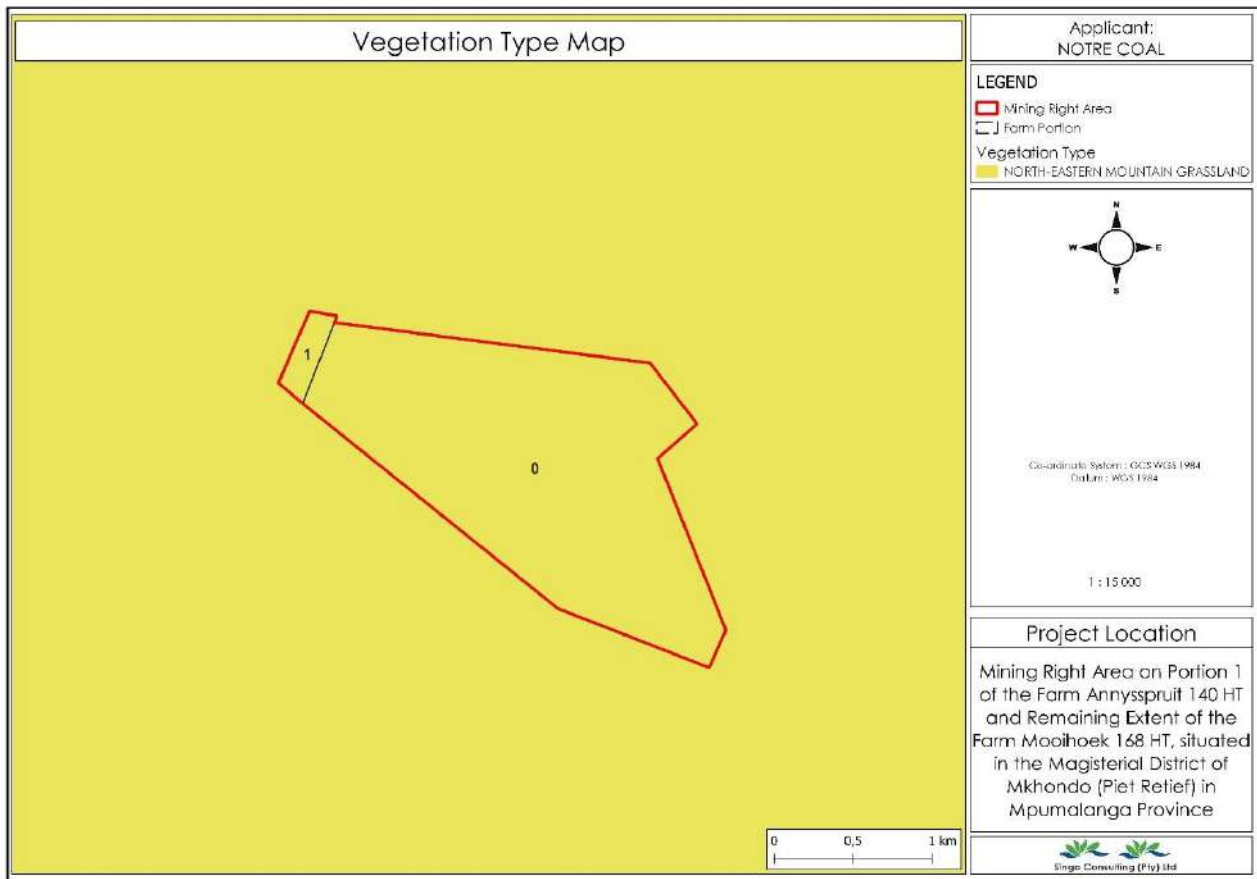 Vegetation Type Map
1
0
0 0,5 1 km
Applicant:
NOTRE COAL
LEGEND
Mining Right Area
Farm Portion
Vegetation Type
NORTH-EASTERN MOUNTAIN GRASSLAND
N
W E
S
Co-ordinate System : GCS WGS 1984
Datum : WGS 1984
1 : 15 000
Project Location
Mining Right Area on Portion 1
of the Farm Annysspruit 140 HT
and Remaining Extent of the
Farm Mooihoek 168 HT, situated
in the Magisterial District of
Mkhondo (Piet Retief) in
Mpumalanga Province
Singo Consulting (Pty) Ltd